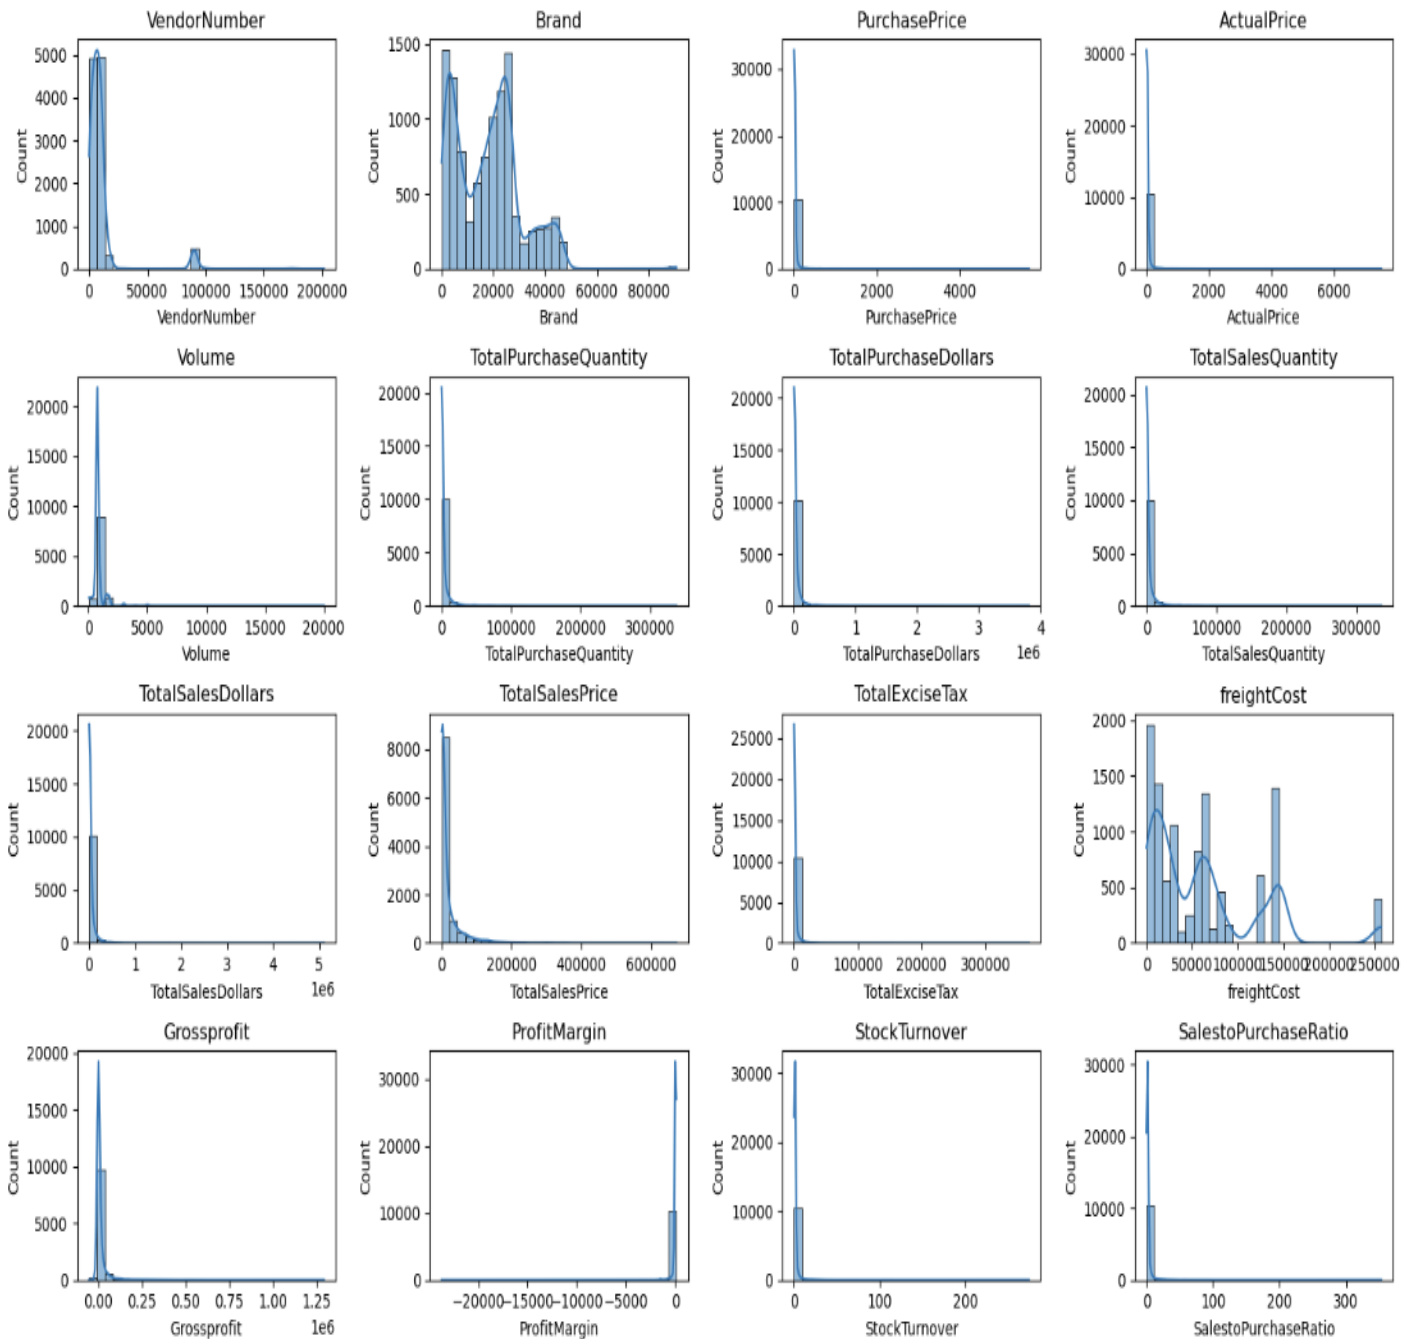 VendorNumber Brand PurchasePrice ActualPrice
5000 1500 30000 30000
4000 1000 20000 20000
3000 500 10000 10000
2000 0 0 0
1000
0
Count Count Count Count
0 50000 100000 150000 200000 0 20000 40000 60000 80000 0 2000 4000 0 2000 4000 6000
VendorNumber Brand PurchasePrice ActualPrice
Volume TotalPurchaseQuantity TotalPurchaseDollars TotalSalesQuantity
20000 20000 20000 20000
15000 15000 15000 15000
10000 10000 10000 10000
5000 5000 5000 5000
0 0 0 0
Count Count Count Count
0 5000 10000 15000 20000 0 100000 200000 300000 0 1 2 3 4 0 100000 200000 300000
Volume TotalPurchaseQuantity TotalPurchaseDollars 1e6 TotalSalesQuantity
TotalSalesDollars TotalSalesPrice TotalExciseTax freightCost
20000 8000 25000 2000
15000 6000 20000 1500
10000 4000 15000 1000
5000 2000 10000 500
0 0 5000 0
0
Count Count Count Count
0 1 2 3 4 5 0 200000 400000 600000 0 100000 200000 300000 0 50000 100000 150000 200000 250000
TotalSalesDollars 1e6 TotalSalesPrice TotalExciseTax freightCost
Grossprofit ProfitMargin StockTurnover SalestoPurchaseRatio
20000 30000 30000 30000
15000 20000 20000 20000
10000 10000 10000 10000
5000 0 0 0
0
Count Count Count Count
0.00 0.25 0.50 0.75 1.00 1.25 −20000 −15000 −10000 −5000 0 0 100 200 0 100 200 300
Grossprofit 1e6 ProfitMargin StockTurnover SalestoPurchaseRatio